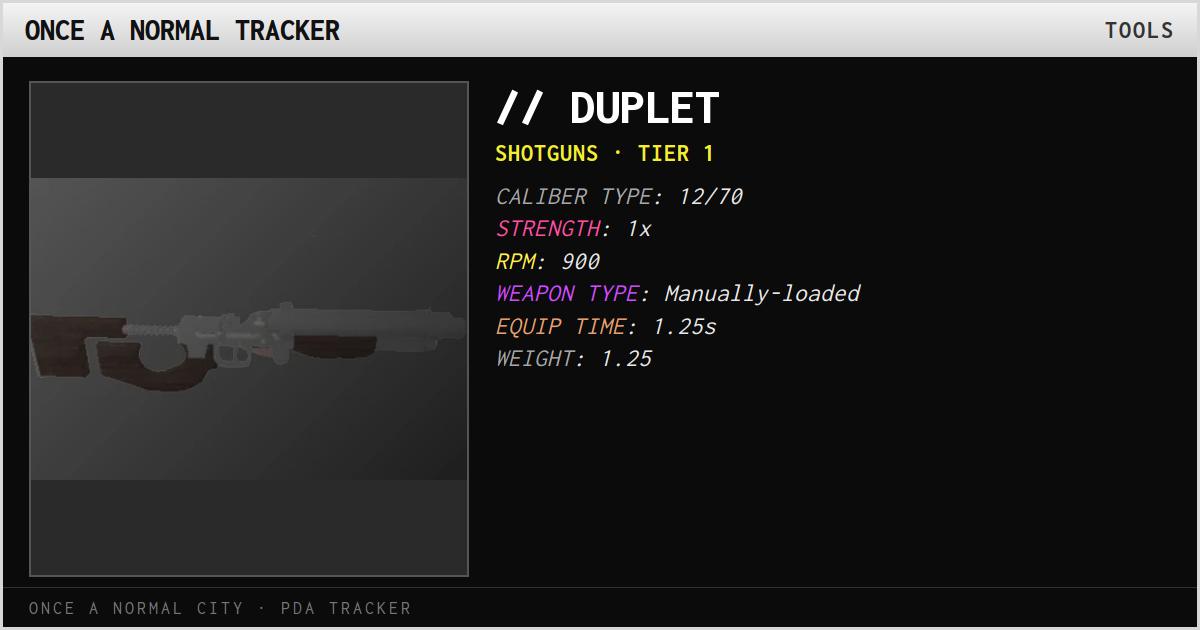 ONCE A NORMAL TRACKER
TOOLS
// DUPLET
SHOTGUNS · TIER 1
CALIBER TYPE: 12/70
STRENGTH: 1x
RPM: 900
WEAPON TYPE: Manually-loaded
EQUIP TIME: 1.25s
WEIGHT: 1.25
ONCE A NORMAL CITY · PDA TRACKER